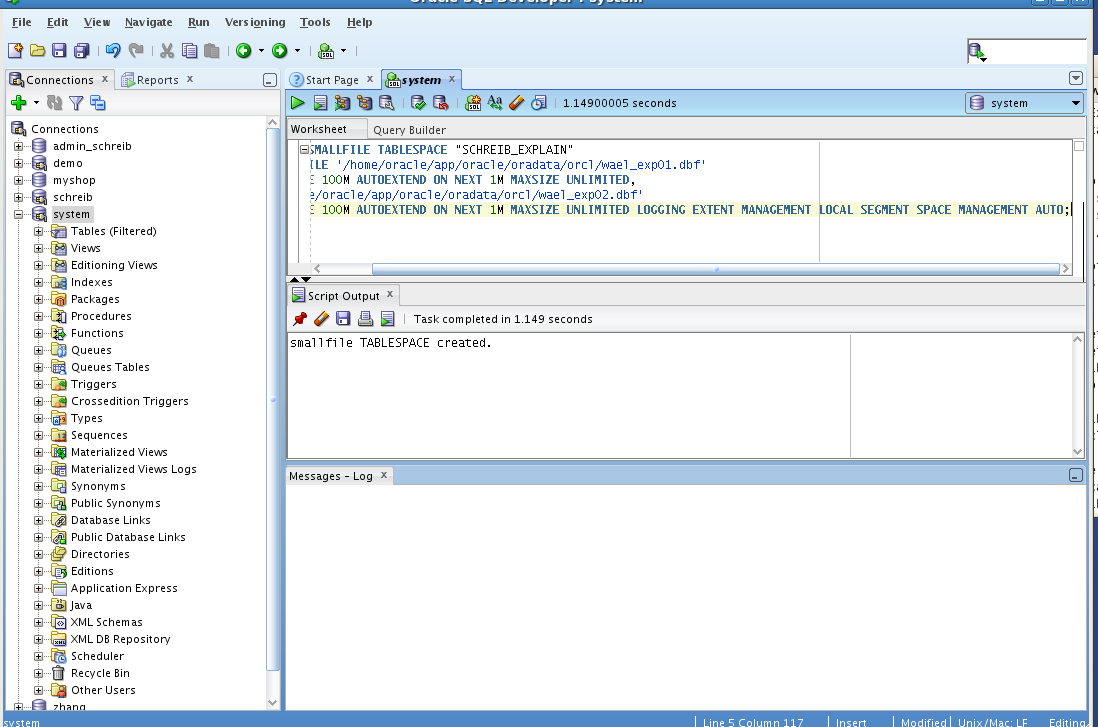 Oracle SQL Developer : system
File Edit View Navigate Run Versioning Tools Help
Connections x Reports x
Start Page x system x
1.14900005 seconds
system
Worksheet Query Builder
Connections
admin_schreib
demo
myshop
schreib
system
Tables (Filtered)
Views
Editioning Views
Indexes
Packages
Procedures
Functions
Queues
Queues Tables
Triggers
Crossedition Triggers
Types
Sequences
Materialized Views
Materialized Views Logs
Synonyms
Public Synonyms
Database Links
Public Database Links
Directories
Editions
Application Express
Java
XML Schemas
XML DB Repository
Scheduler
Recycle Bin
Other Users
zhang
SMALLFILE TABLESPACE "SCHREIB_EXPLAIN"
ILE '/home/oracle/app/oracle/oradata/orcl/wael_exp01.dbf'
E 100M AUTOEXTEND ON NEXT 1M MAXSIZE UNLIMITED,
e/oracle/app/oracle/oradata/orcl/wael_exp02.dbf'
E 100M AUTOEXTEND ON NEXT 1M MAXSIZE UNLIMITED LOGGING EXTENT MANAGEMENT LOCAL SEGMENT SPACE MANAGEMENT AUTO;
Script Output x
Task completed in 1.149 seconds
smallfile TABLESPACE created.
Messages - Log x
system
Line 5 Column 117 Insert Modified Unix/Mac: LF Editing